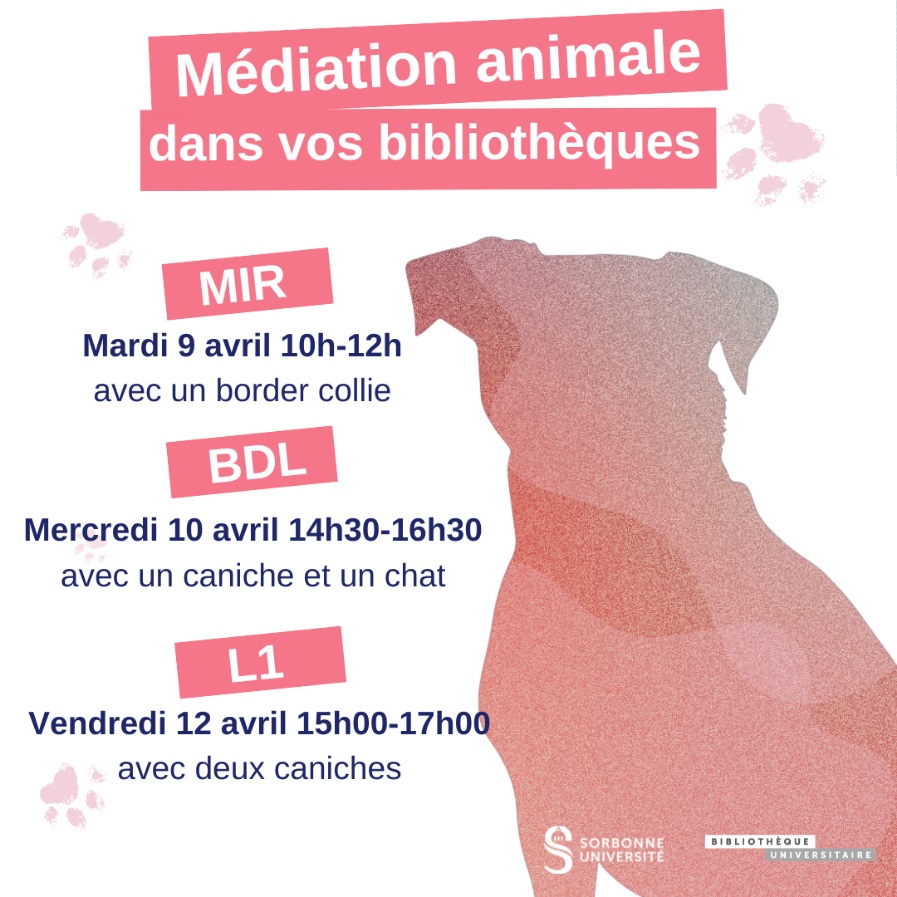 Médiation animale
dans vos bibliothèques
MIR
Mardi 9 avril 10h-12h
avec un border collie
BDL
Mercredi 10 avril 14h30-16h30
avec un caniche et un chat
L1
Vendredi 12 avril 15h00-17h00
avec deux caniches
SORBONNE
UNIVERSITÉ
BIBLIOTHÈQUE
UNIVERSITAIRE